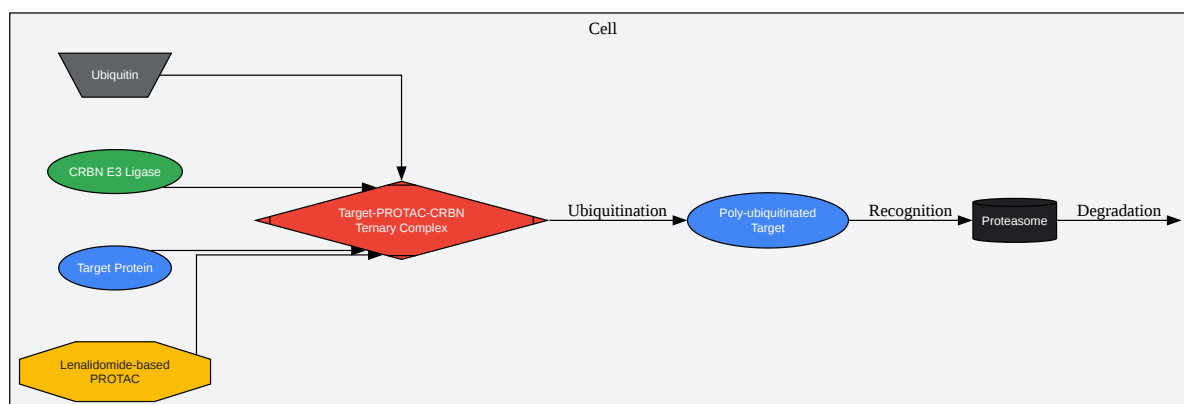 Cell
Ubiquitin
CRBN E3 Ligase
Target-PROTAC-CRBN
Ternary Complex
Ubiquitination
Poly-ubiquitinated
Target
Recognition
Proteasome
Degradation
Target Protein
Lenalidomide-based
PROTAC